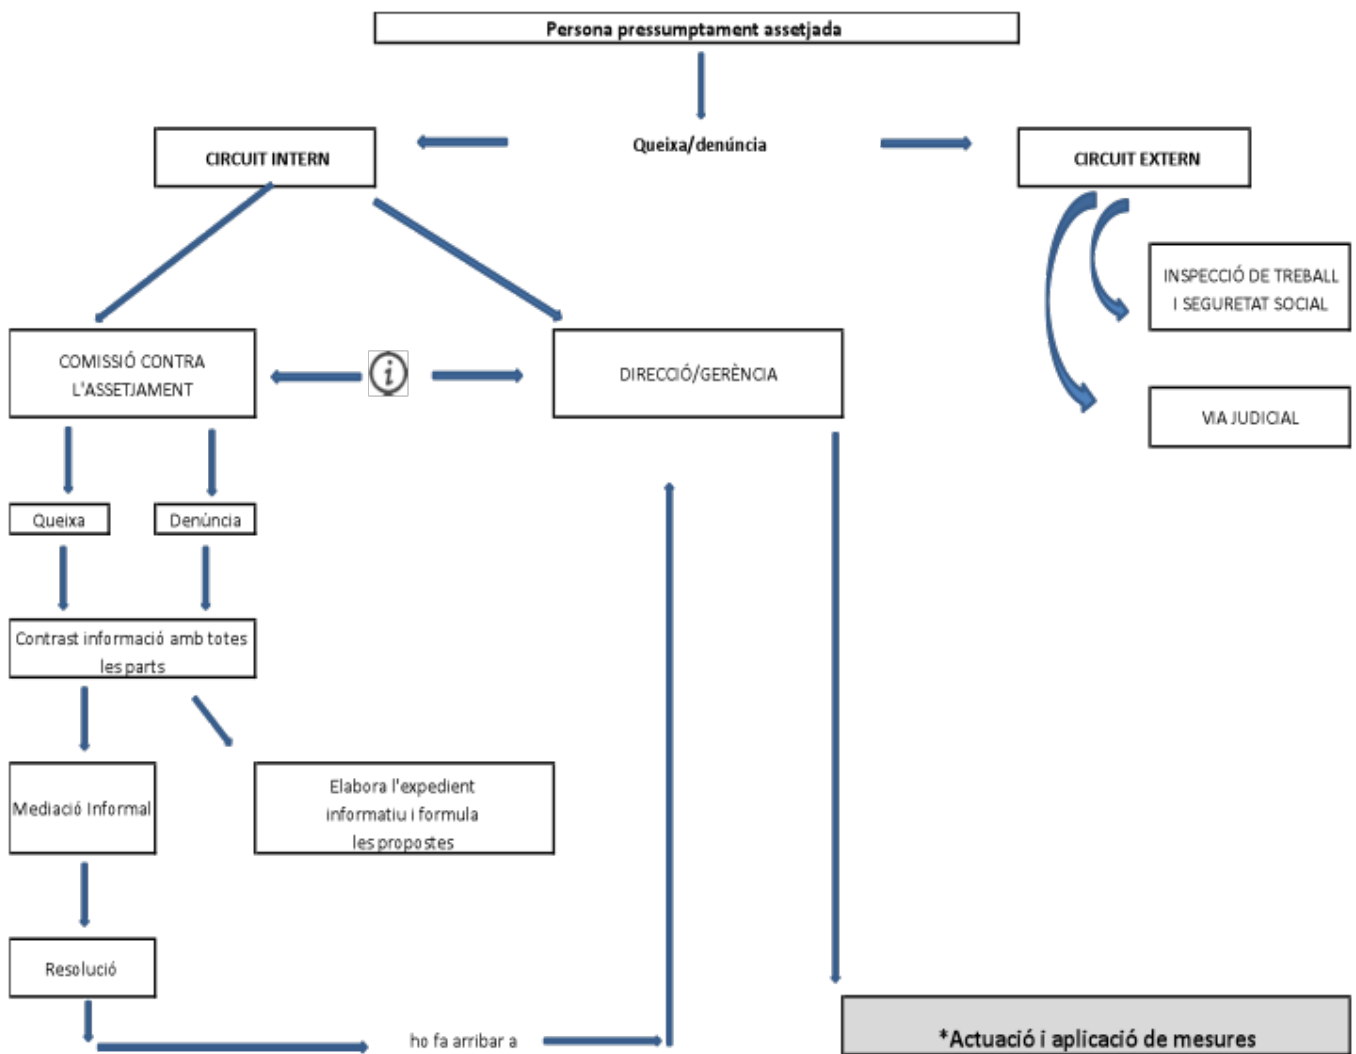 Persona pressumptament assetjada
Queixa/denúncia
CIRCUIT INTERN
CIRCUIT EXTERN
INSPECCIÓ DE TREBALL
I SEGURETAT SOCIAL
COMISSIÓ CONTRA
L'ASSETJAMENT
i
DIRECCIÓ/GERÈNCIA
VIA JUDICIAL
Queixa
Denúncia
Contrast informació amb totes
les parts
Mediació Informal
Elabora l'expedient
informatiu i formula
les propostes
Resolució
ho fa arribar a
*Actuació i aplicació de mesures